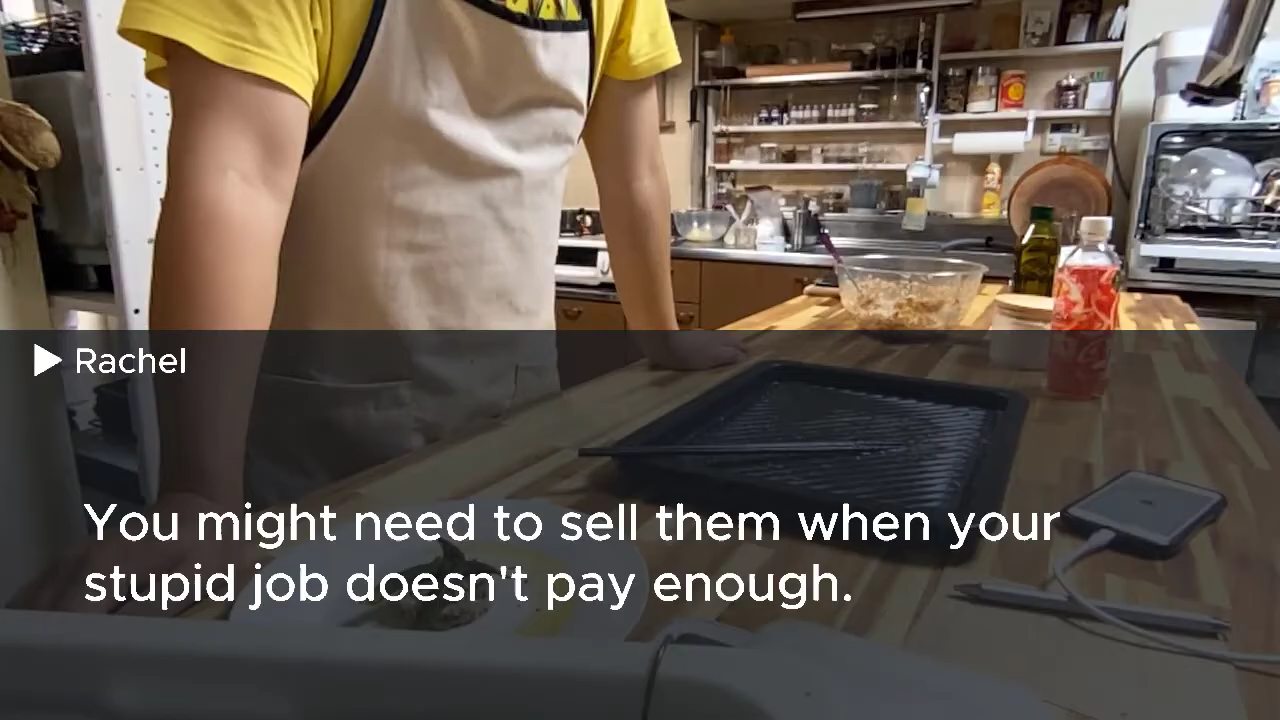 Rachel
You might need to sell them when your
stupid job doesn't pay enough.